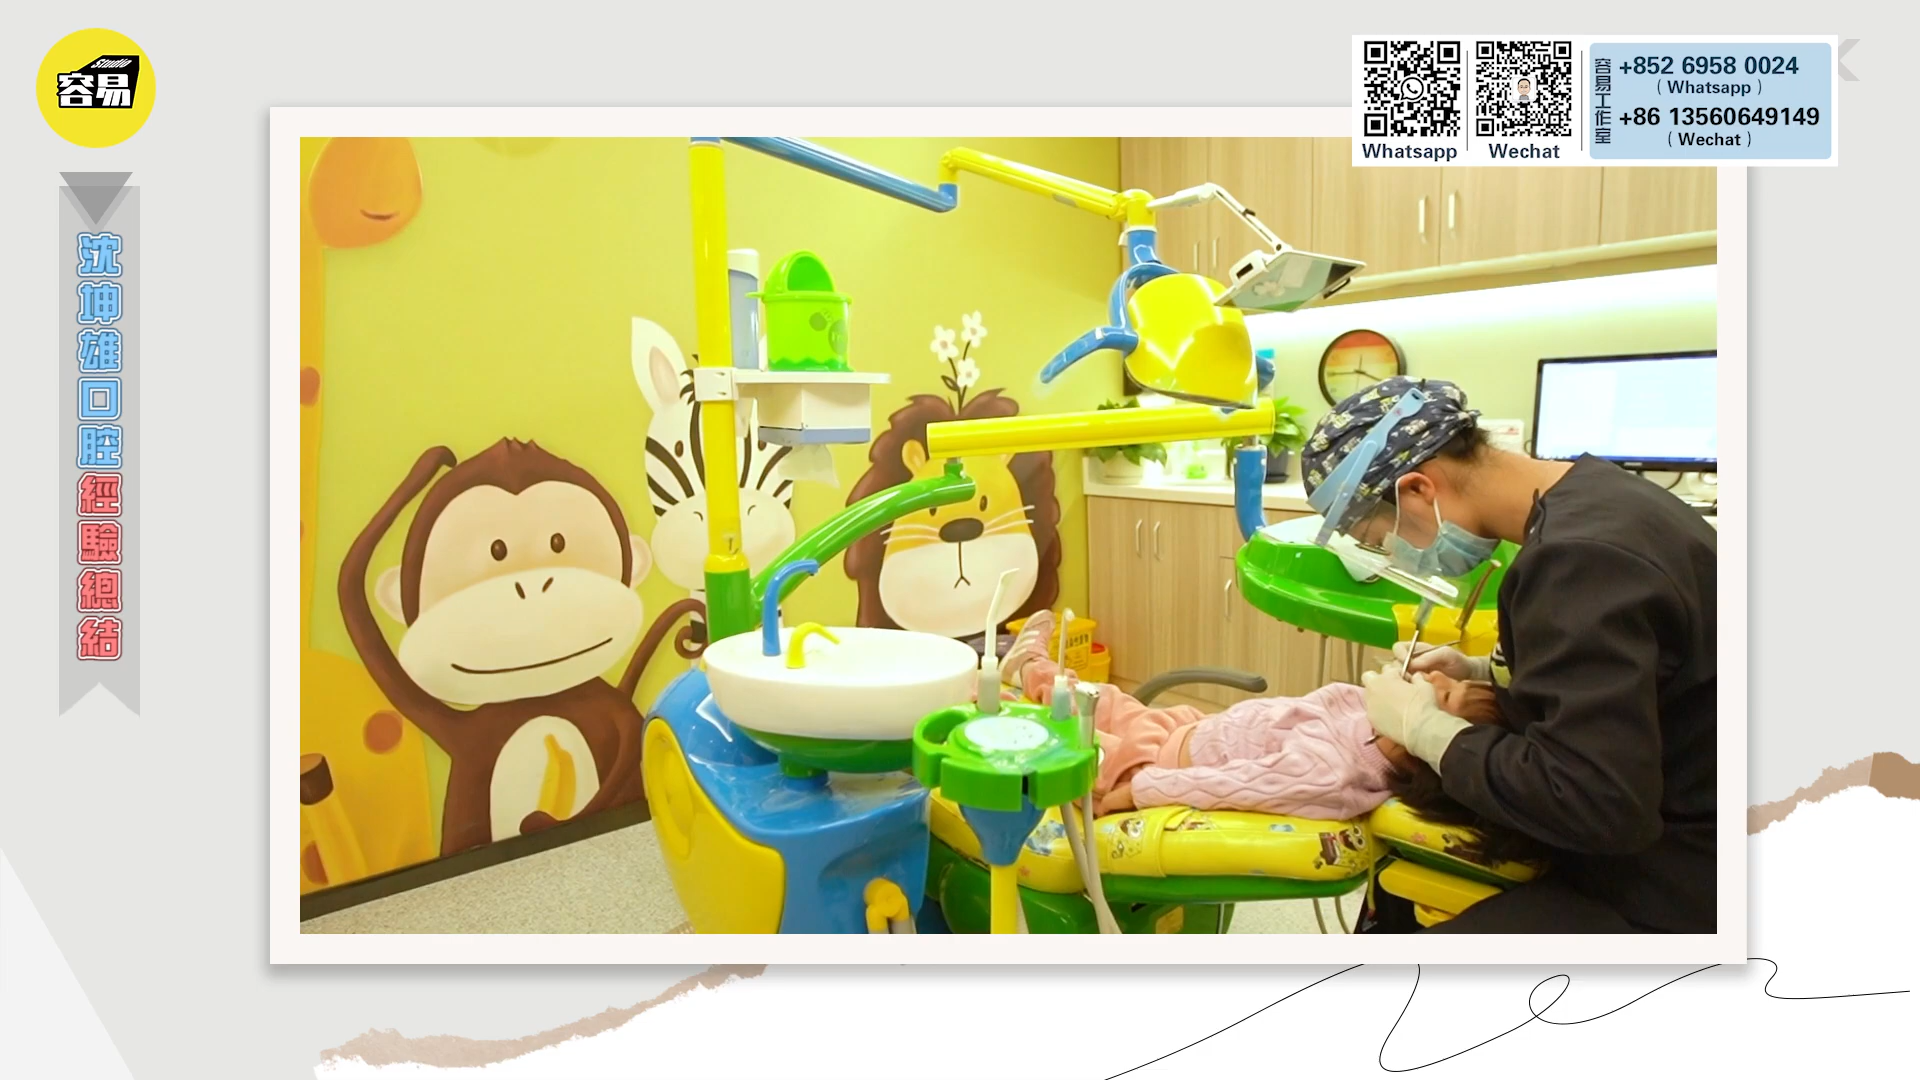 Studio
容易
沈坤雄口腔經驗總結
Whatsapp
Wechat
容易工作室
+852 6958 0024
( Whatsapp )
+86 13560649149
( Wechat )